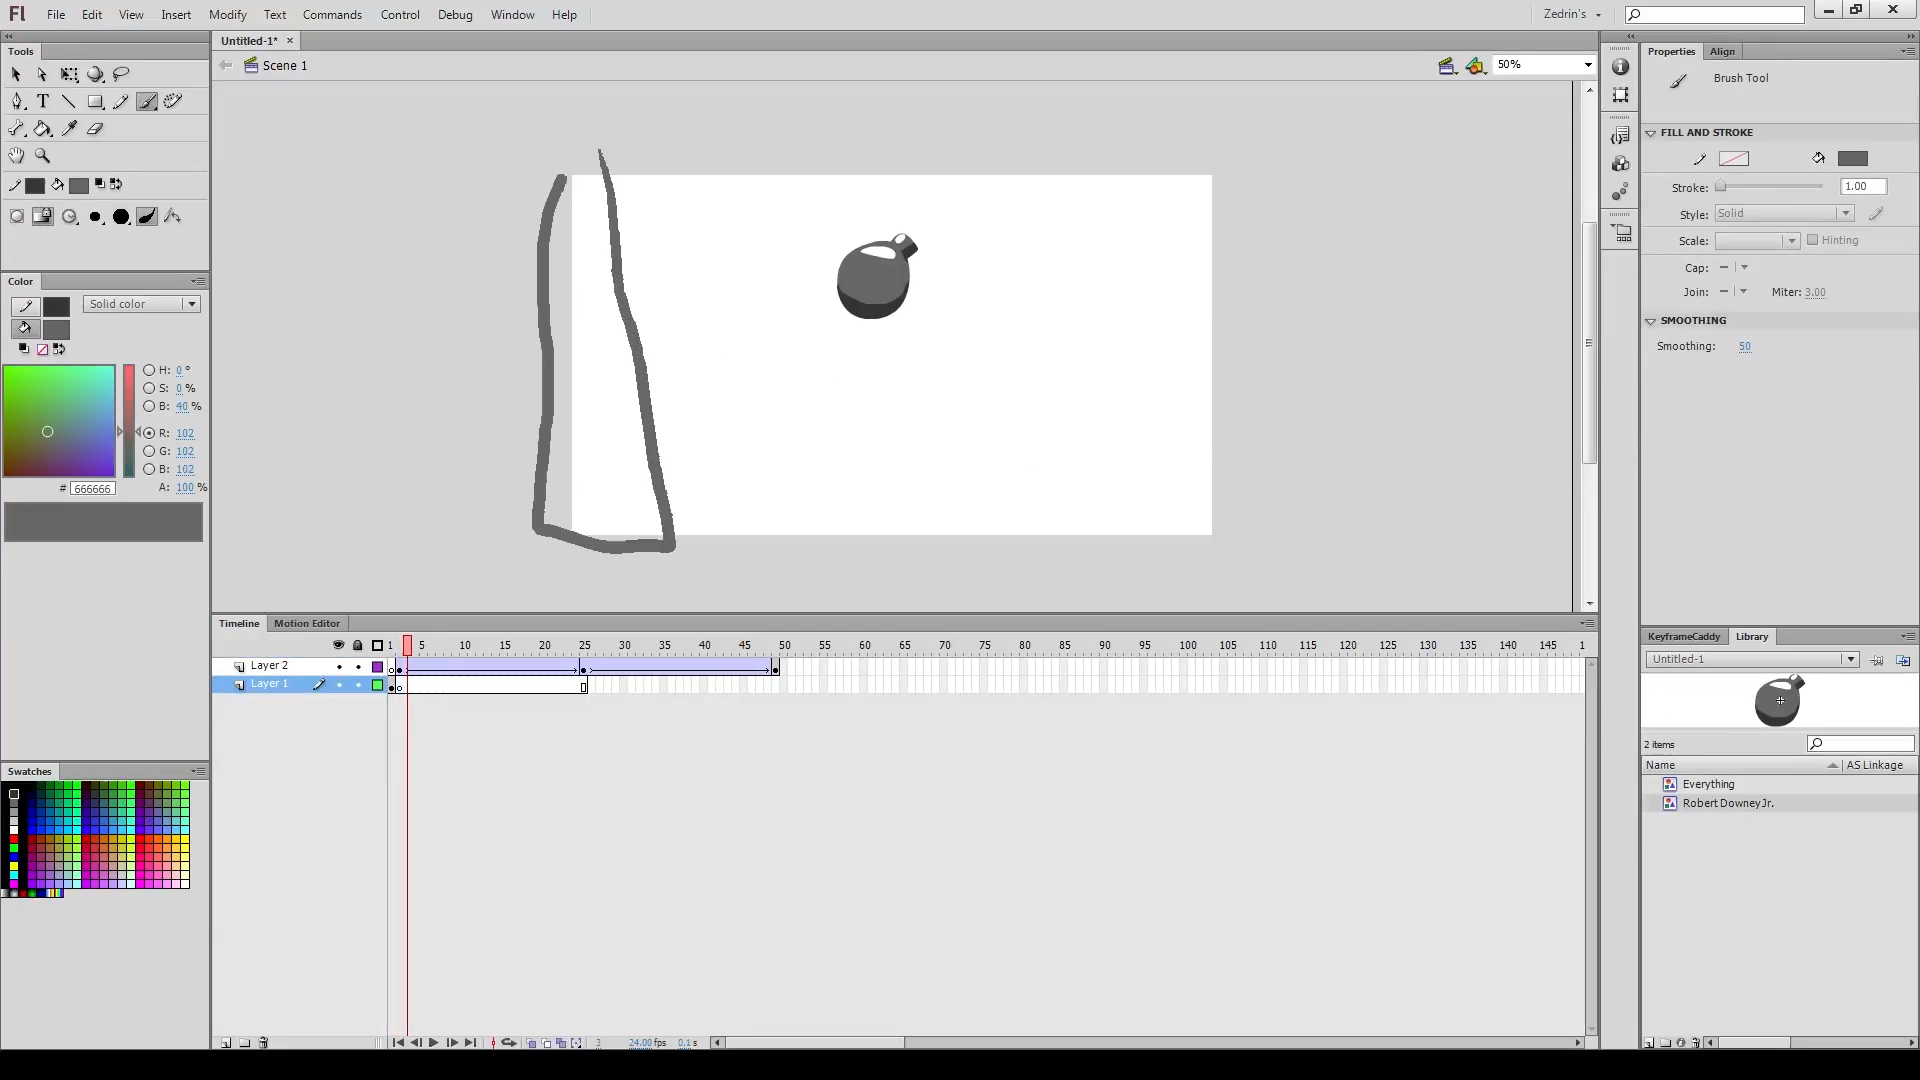 Fl File Edit View Insert Modify Text Commands Control Debug Window Help Zedrin's
Tools
Untitled-1*
Scene 1
50%
Properties Align
Brush Tool
FILL AND STROKE
Stroke: 1.00
Style: Solid
Scale: Hinting
Cap:
Join: Miter: 3.00
SMOOTHING
Smoothing: 50
Color
Solid color
H: 0 °
S: 0 %
B: 40 %
R: 102
G: 102
B: 102
# 666666 A: 100 %
Swatches
Timeline Motion Editor
1 5 10 15 20 25 30 35 40 45 50 55 60 65 70 75 80 85 90 95 100 105 110 115 120 125 130 135 140 145 1
Layer 2
Layer 1
3 24.00 fps 0.1 s
KeyframeCaddy Library
Untitled-1
2 items
Name AS Linkage
Everything
Robert DowneyJr.